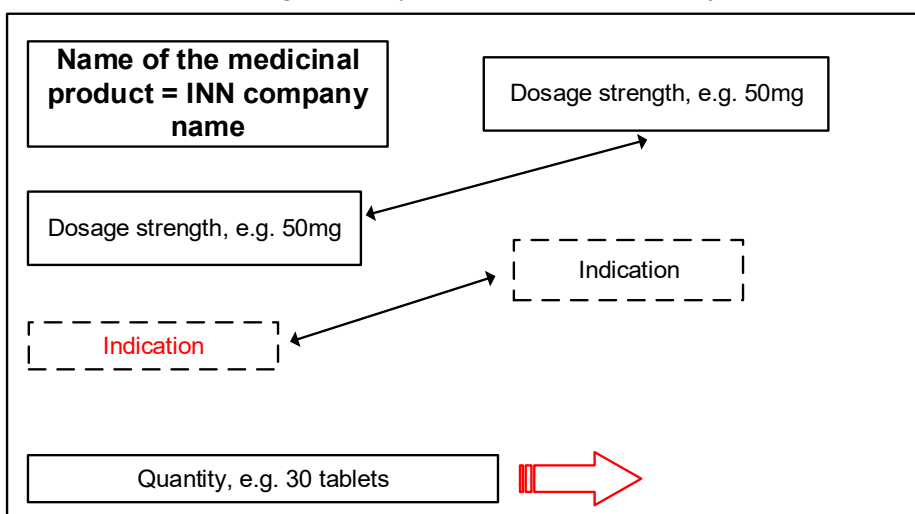 Name of the medicinal
product = INN company
name
Dosage strength, e.g. 50mg
Dosage strength, e.g. 50mg
Indication
Indication
Quantity, e.g. 30 tablets